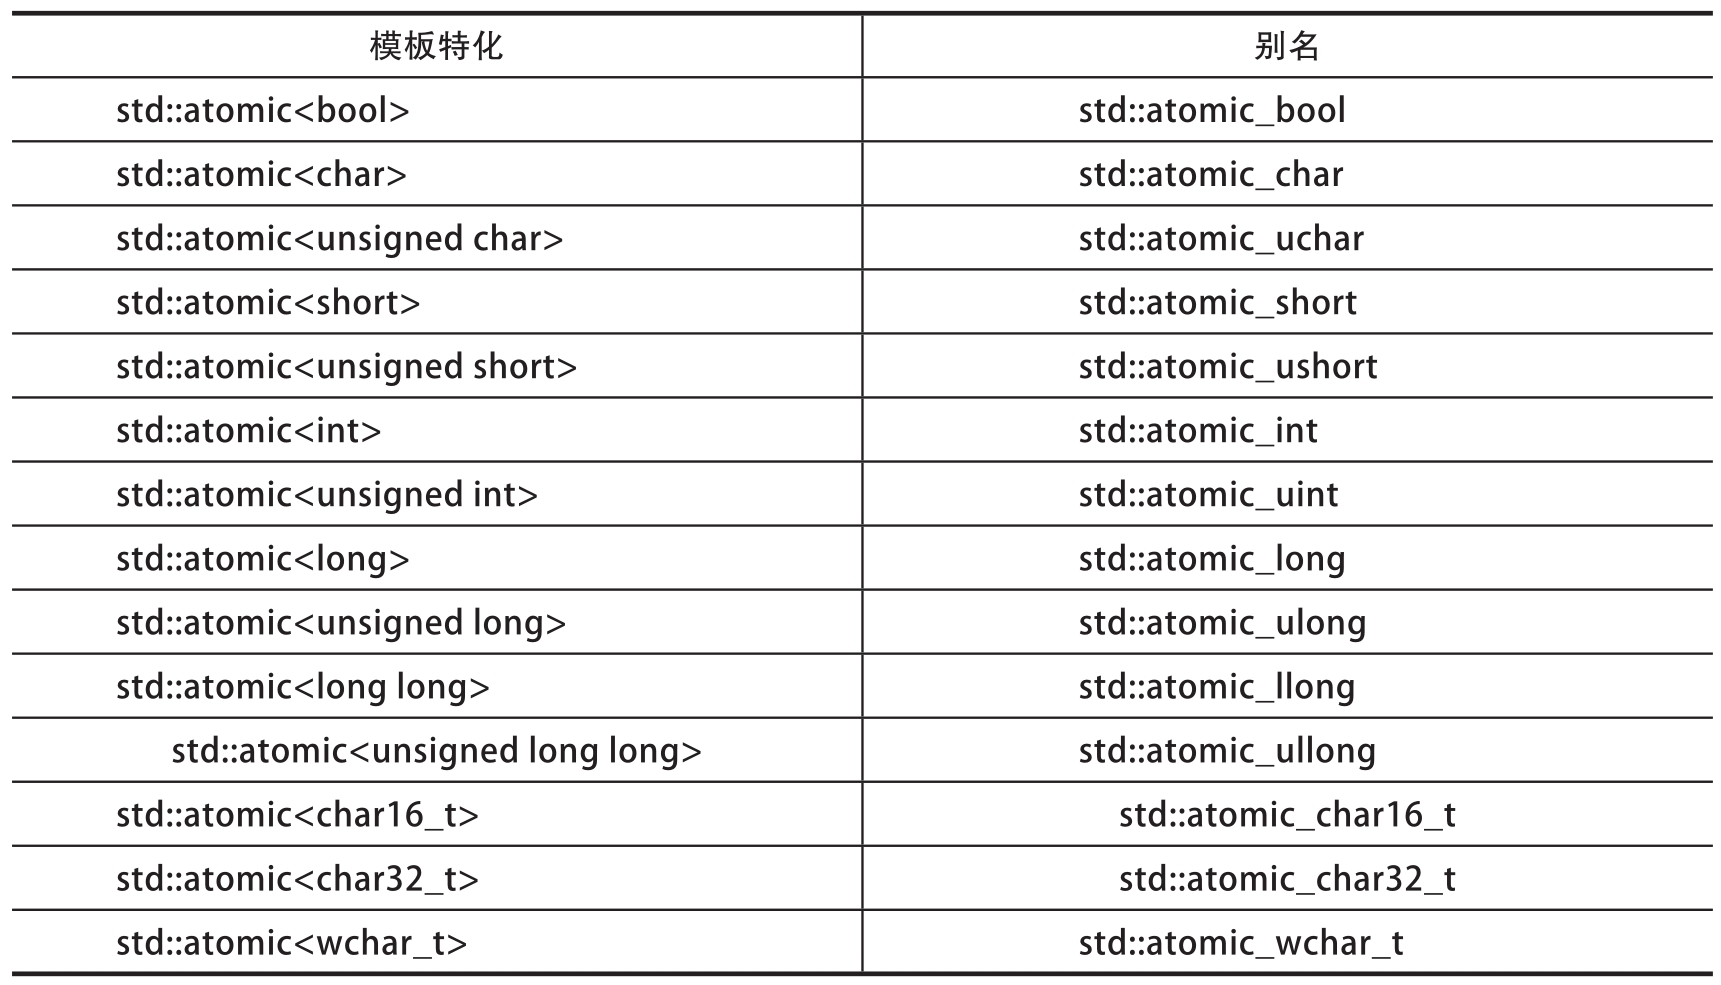 模板特化 别名
std::atomic<bool> std::atomic_bool
std::atomic<char> std::atomic_char
std::atomic<unsigned char> std::atomic_uchar
std::atomic<short> std::atomic_short
std::atomic<unsigned short> std::atomic_ushort
std::atomic<int> std::atomic_int
std::atomic<unsigned int> std::atomic_uint
std::atomic<long> std::atomic_long
std::atomic<unsigned long> std::atomic_ulong
std::atomic<long long> std::atomic_llong
std::atomic<unsigned long long> std::atomic_ullong
std::atomic<char16_t> std::atomic_char16_t
std::atomic<char32_t> std::atomic_char32_t
std::atomic<wchar_t> std::atomic_wchar_t